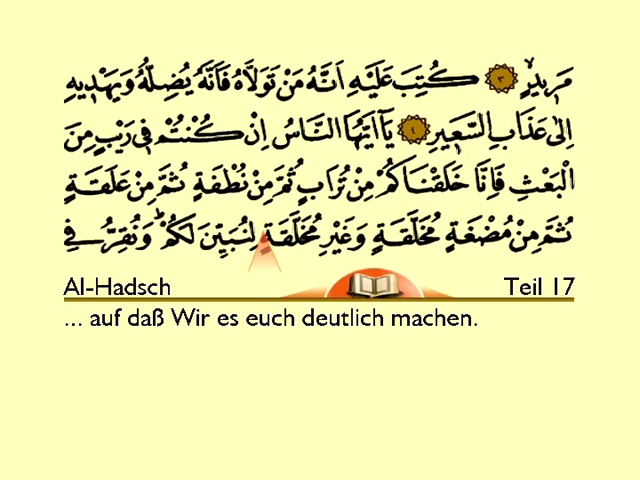 مَرِيدٍ ﴿٣﴾ كُتِبَ عَلَيْهِ اَنَّهُ مَنْ تَوَلَّاهُ فَاَنَّهُ يُضِلُّهُ وَيَهْدِيهِ
اِلٰى عَذَابِ السَّعِيرِ ﴿٤﴾ يَٓا اَيُّهَا النَّاسُ اِنْ كُنْتُمْ فِي رَيْبٍ مِنَ
الْبَعْثِ فَاِنَّا خَلَقْنَاكُمْ مِنْ تُرَابٍ ثُمَّ مِنْ نُطْفَةٍ ثُمَّ مِنْ عَلَقَةٍ
ثُمَّ مِنْ مُضْغَةٍ مُخَلَّقَةٍ وَغَيْرِ مُخَلَّقَةٍ لِنُبَيِّنَ لَكُمْ وَنُقِرُّ فِي
Al-Hadsch Teil 17
... auf daß Wir es euch deutlich machen.